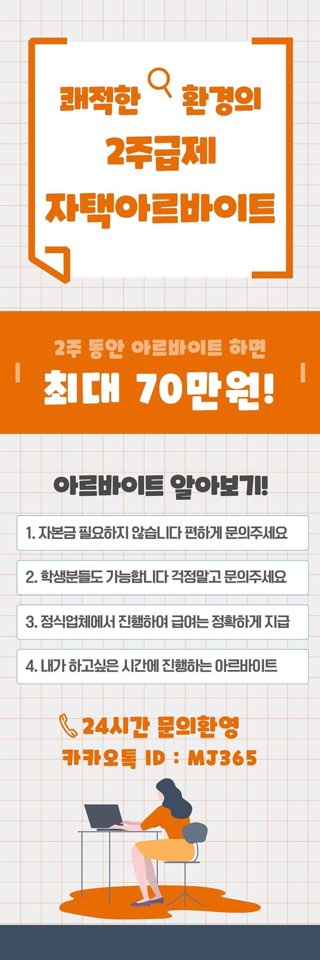 쾌적한 환경의
2주급제
자택아르바이트
2주 동안 아르바이트 하면
최대 70만원!
아르바이트 알아보기!
1. 자본금 필요하지 않습니다 편하게 문의주세요
2. 학생분들도 가능합니다 걱정말고 문의주세요
3. 정식업체에서 진행하여 급여는 정확하게 지급
4. 내가 하고싶은 시간에 진행하는 아르바이트
24시간 문의환영
카카오톡 ID : MJ365